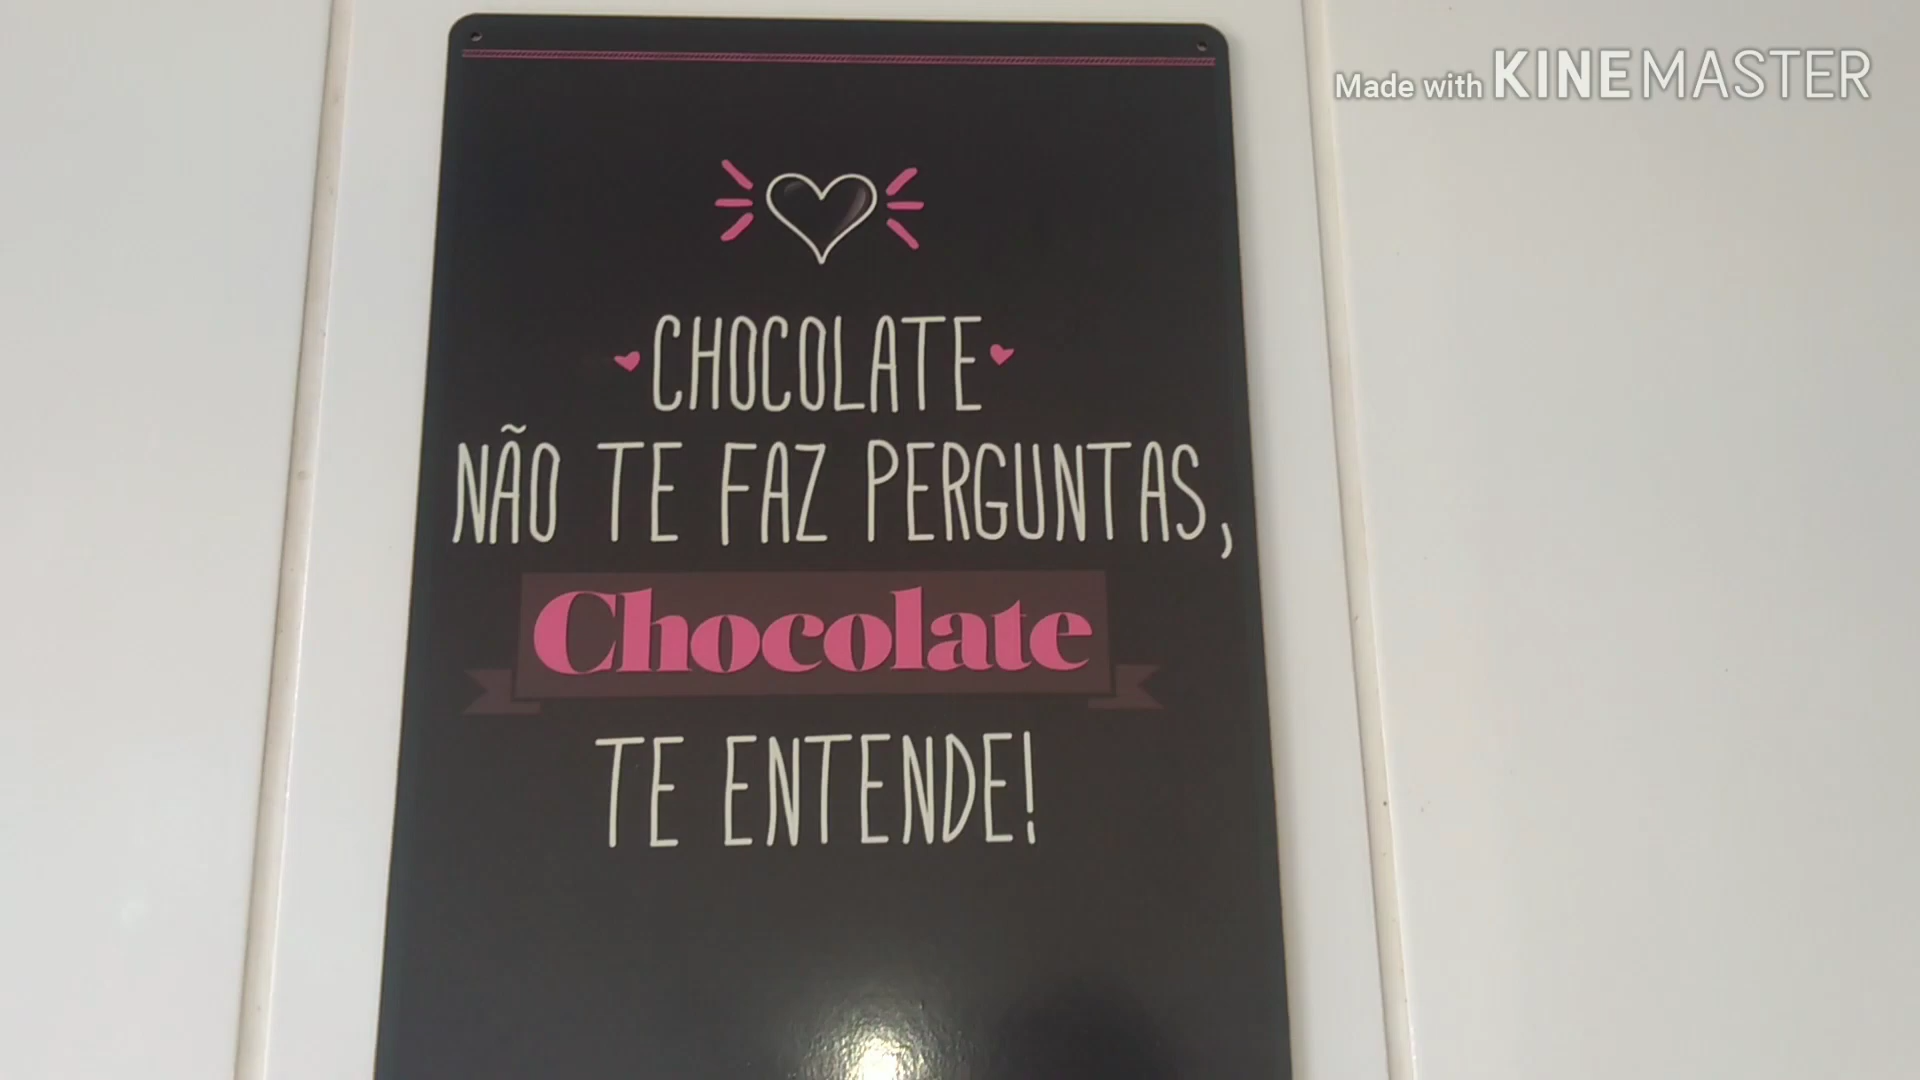 Made with KINEMASTER
CHOCOLATE
NÃO TE FAZ PERGUNTAS,
Chocolate
TE ENTENDE!